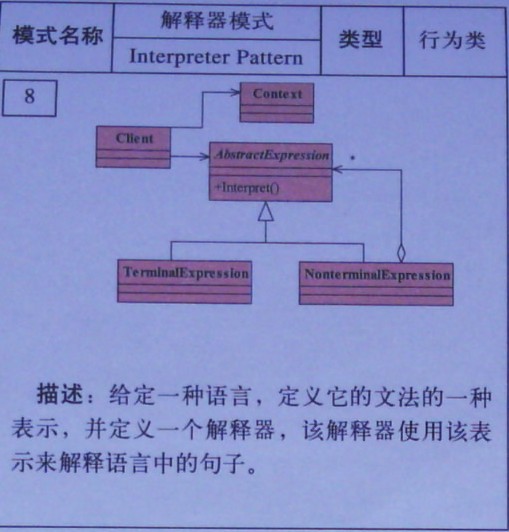 模式名称
解释器模式
Interpreter Pattern
类型
行为类
8
Context
Client
AbstractExpression
+Interpret()
*
TerminalExpression
NonterminalExpression
描述：给定一种语言，定义它的文法的一种
表示，并定义一个解释器，该解释器使用该表
示来解释语言中的句子。